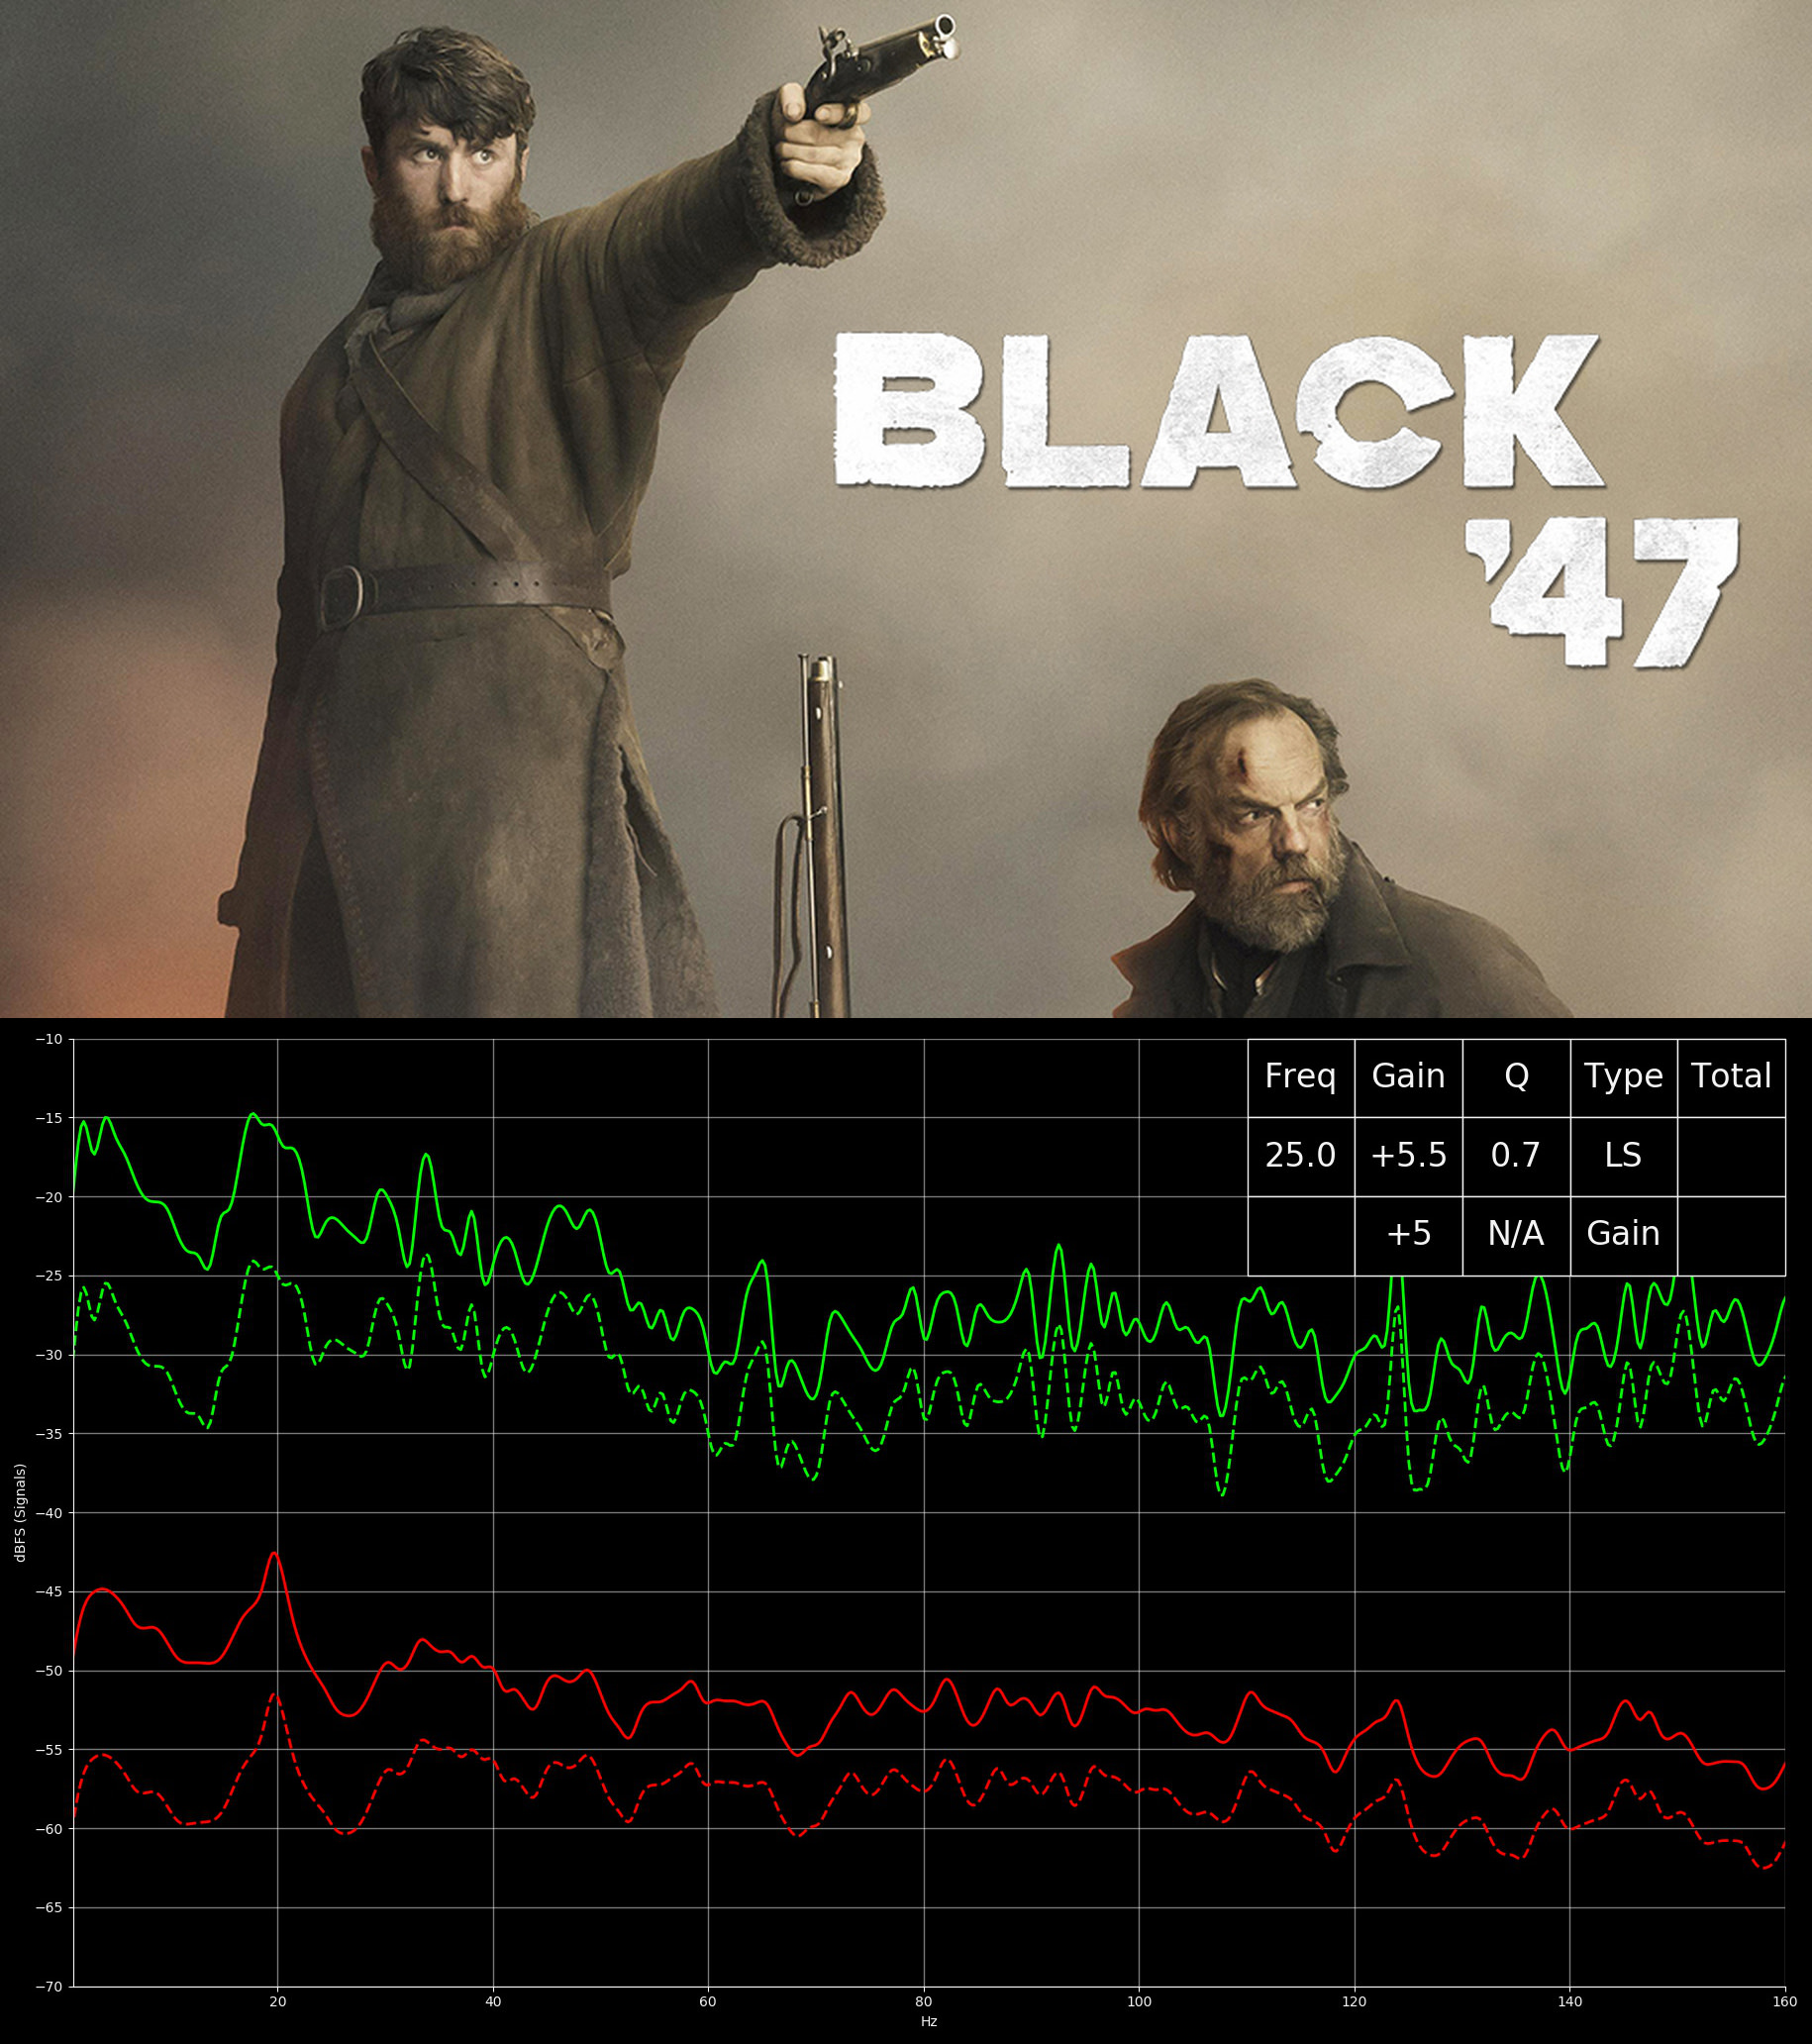 BLACK
'47
Freq Gain Q Type Total
25.0 +5.5 0.7 LS
+5 N/A Gain
−10
−15
−20
−25
−30
−35
−40
−45
−50
−55
−60
−65
−70
dBFS (Signals)
20 40 60 80 100 120 140 160
Hz